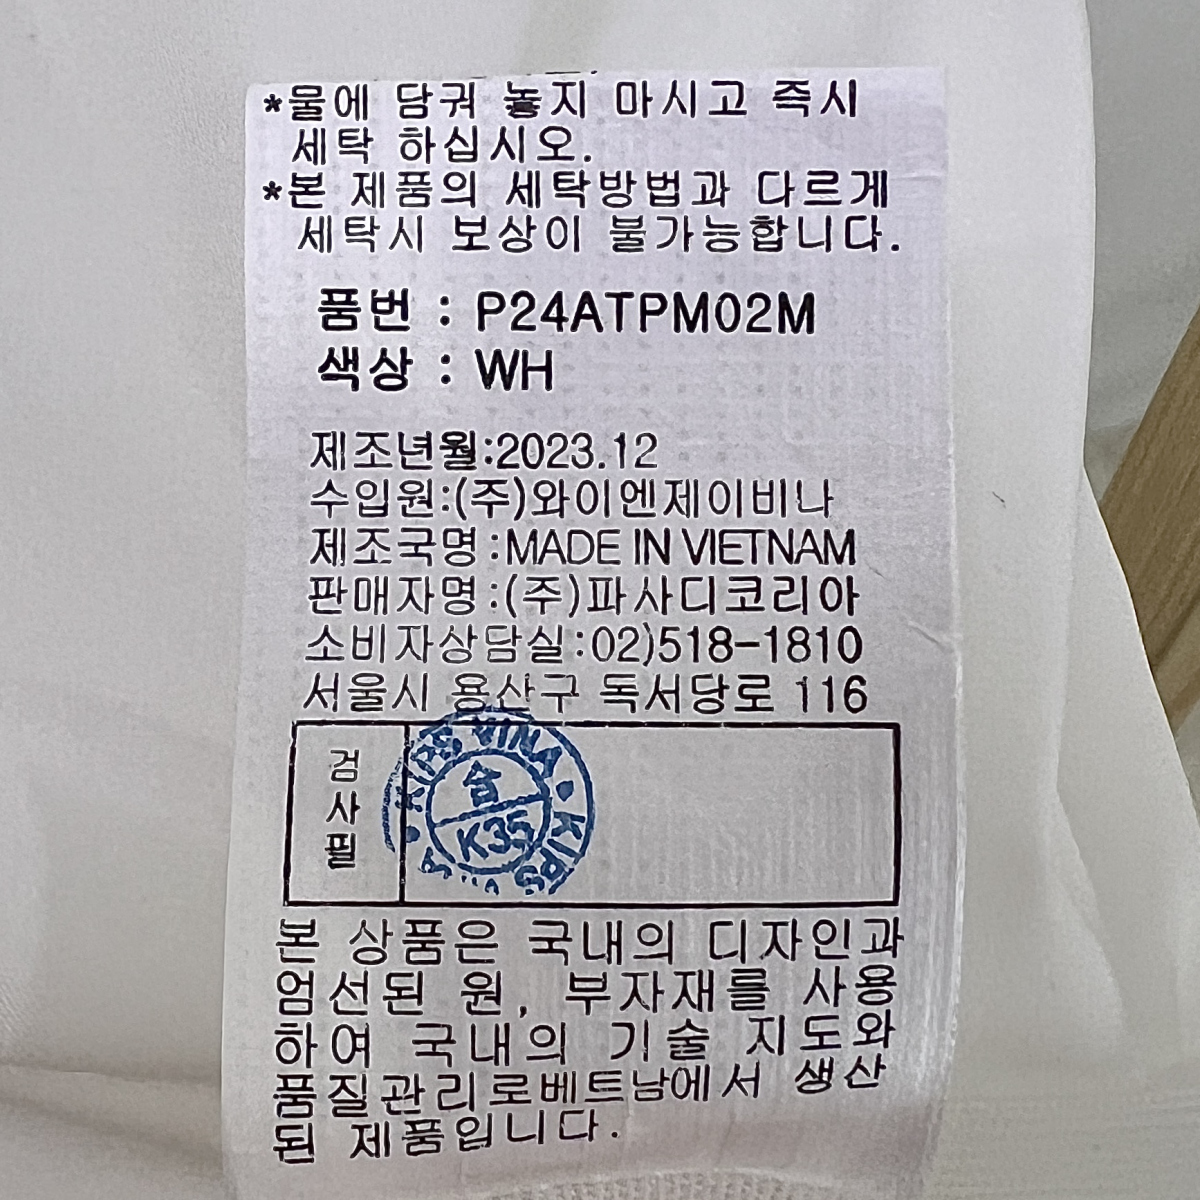 *물에 담궈 놓지 마시고 즉시
세탁 하십시오.
*본 제품의 세탁방법과 다르게
세탁시 보상이 불가능합니다.
품번 : P24ATPM02M
색상 : WH
제조년월:2023.12
수입원:(주)와이엔제이비나
제조국명:MADE IN VIETNAM
판매자명:(주)파사디코리아
소비자상담실:02)518-1810
서울시 용산구 독서당로 116
검사필
KIPS VINA • KIPS
合
K35
본 상품은 국내의 디자인과
엄선된 원, 부자재를 사용
하여 국내의 기술 지도와
품질관리로베트남에서 생산
된 제품입니다.